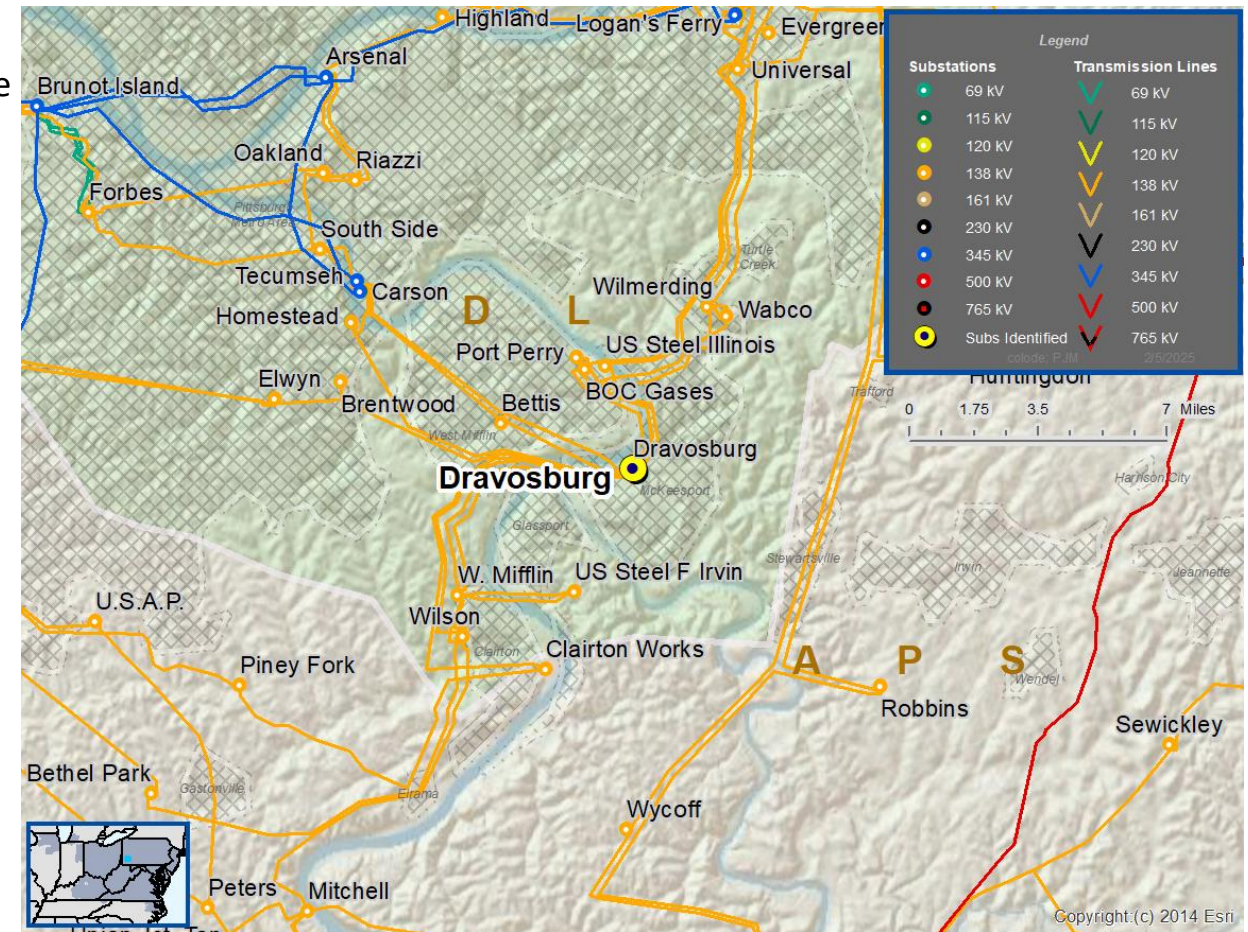 e
Highland
Logan's Ferry
Evergreen
Arsenal
Universal
Brunot Island
Oakland
Riazzi
Forbes
Pittsburgh
Metro Area
South Side
Turtle
Creek
Tecumseh
Carson
Wilmerding
Wabco
D L
Homestead
Port Perry
US Steel Illinois
Elwyn
Brentwood
BOC Gases
Bettis
Trafford
West Mifflin
Dravosburg
Dravosburg
McKeesport
Glassport
Legend
Substations
Transmission Lines
69 kV
69 kV
115 kV
115 kV
120 kV
120 kV
138 kV
138 kV
161 kV
161 kV
230 kV
230 kV
345 kV
345 kV
500 kV
500 kV
765 kV
765 kV
Subs Identified
colode: PJM
2/5/2025
Huntingdon
0 1.75 3.5 7 Miles
Harrison City
Stewartsville
Irwin
Jeannette
W. Mifflin
US Steel F Irvin
U.S.A.P.
Wilson
Clairton
Clairton Works
Piney Fork
A P S
Wendel
Robbins
Sewickley
Bethel Park
Gastonville
Elrama
Wycoff
Peters
Mitchell
Copyright:(c) 2014 Esri